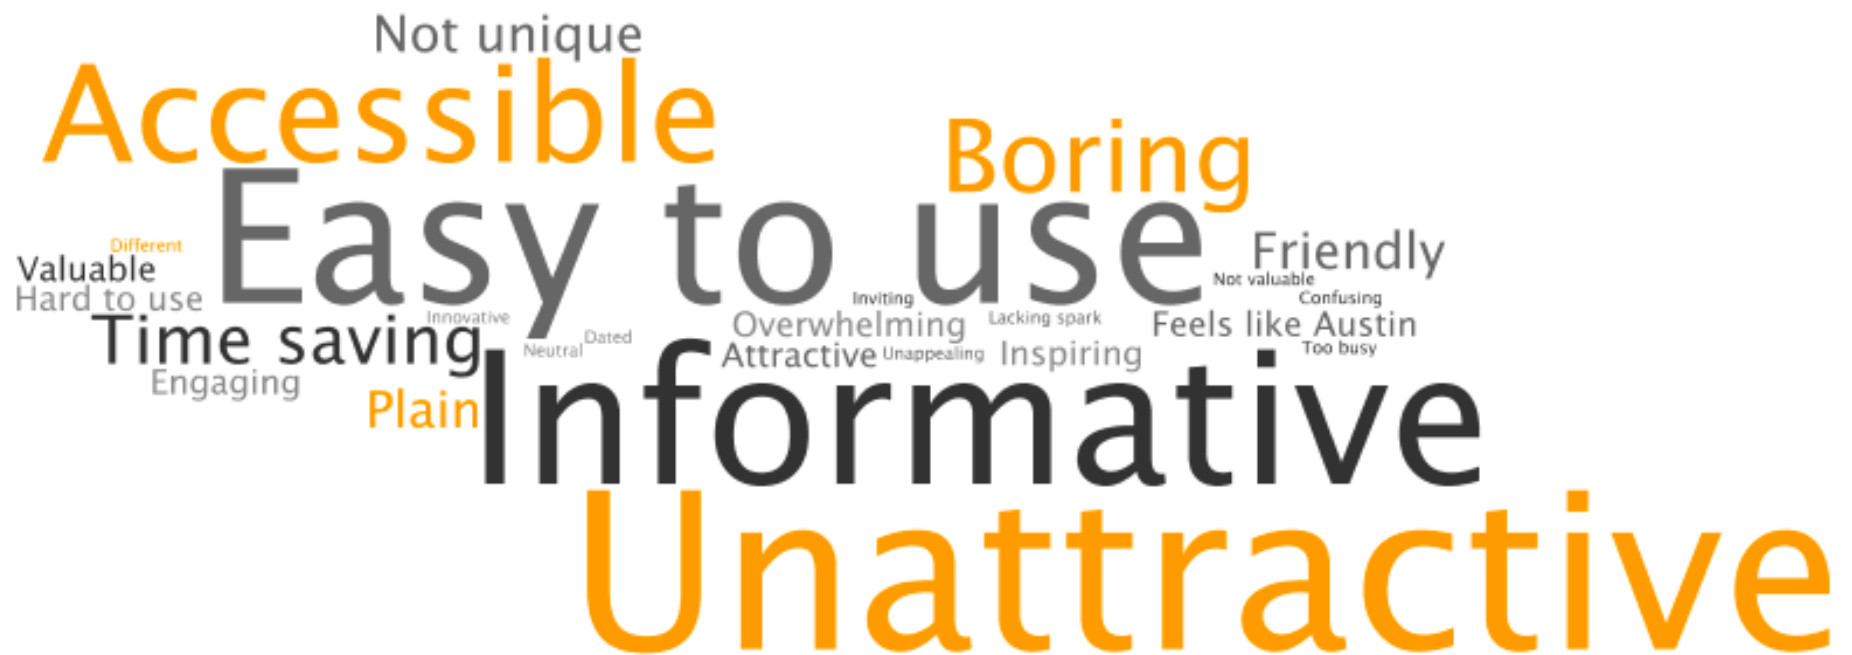 Not unique
Accessible
Boring
Easy to use
Friendly
Different
Valuable
Not valuable
Hard to use
Inviting
Confusing
Time saving
Innovative
Overwhelming
Lacking spark
Feels like Austin
Neutral
Dated
Attractive
Unappealing
Inspiring
Too busy
Engaging
Plain
Informative
Unattractive